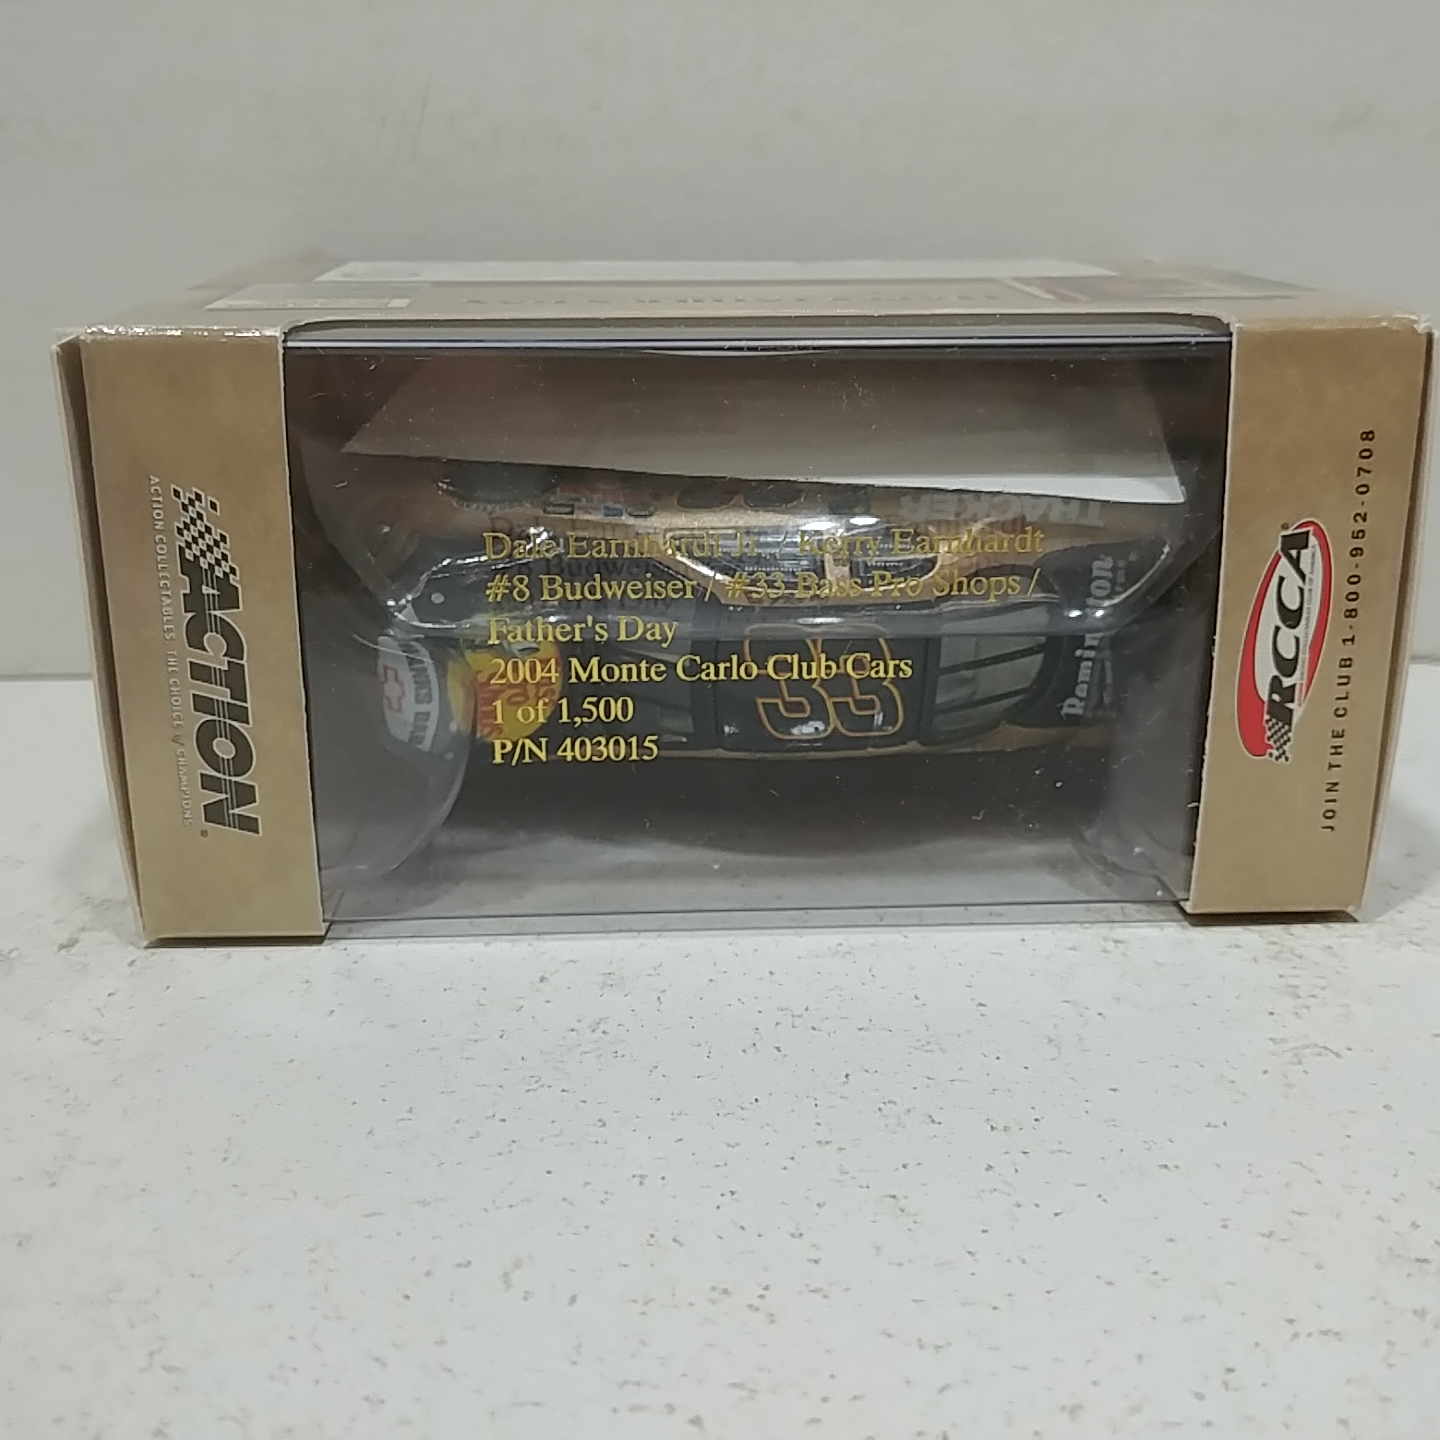 ACTION®
ACTION COLLECTABLES THE CHOICE of CHAMPIONS
Dale Earnhardt Jr / Kerry Earnhardt
#8 Budweiser / #33 Bass Pro Shops /
Father's Day
2004 Monte Carlo Club Cars
1 of 1,500
P/N 403015
TRACKER
33
Remington
RCCA
JOIN THE CLUB 1-800-952-0708